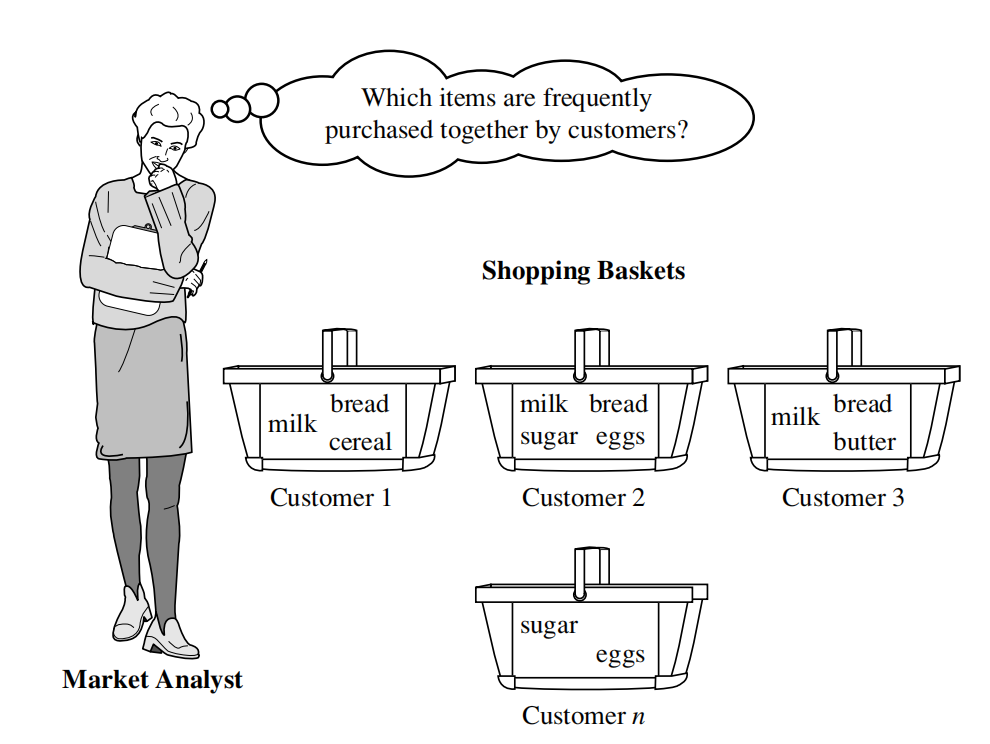 Which items are frequently
purchased together by customers?
Shopping Baskets
milk
bread
cereal
Customer 1
milk bread
sugar eggs
Customer 2
milk
bread
butter
Customer 3
sugar
eggs
Customer n
Market Analyst